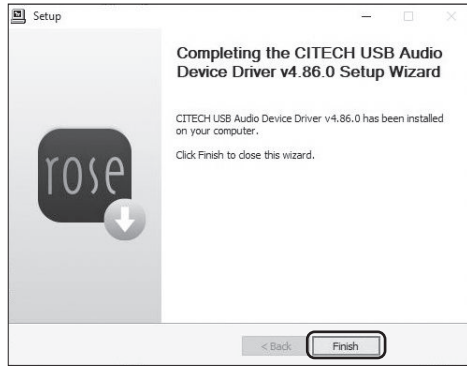 Setup
Completing the CITECH USB Audio
Device Driver v4.86.0 Setup Wizard
CITECH USB Audio Device Driver v4.86.0 has been installed
on your computer.
Click Finish to close this wizard.
rose
< Back
Finish